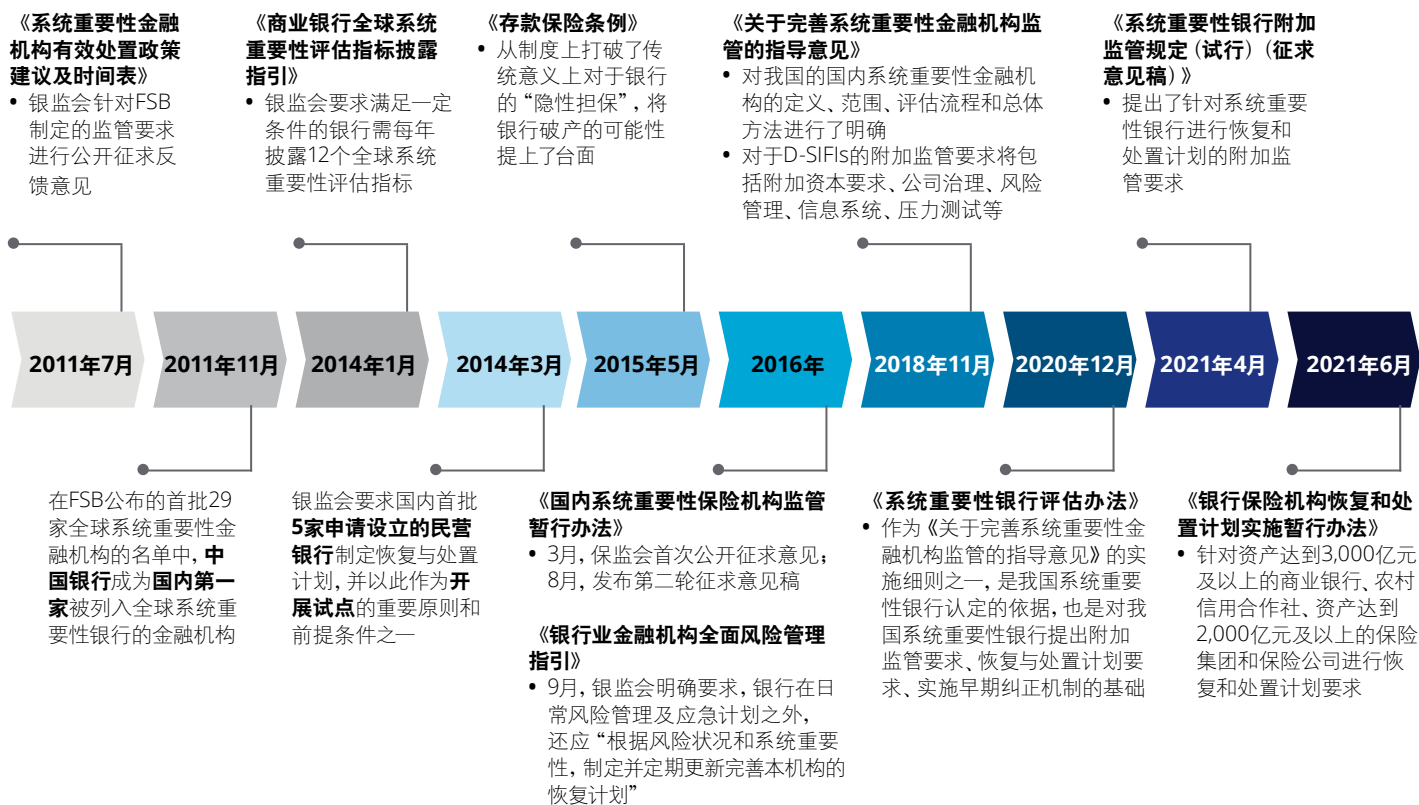 《系统重要性金融
机构有效处置政策
建议及时间表》
• 银监会针对FSB
制定的监管要求
进行公开征求反
馈意见
《商业银行全球系统
重要性评估指标披露
指引》
• 银监会要求满足一定
条件的银行需每年
披露12个全球系统
重要性评估指标
《存款保险条例》
• 从制度上打破了传
统意义上对于银行
的“隐性担保”，将
银行破产的可能性
提上了台面
《关于完善系统重要性金融机构监
管的指导意见》
• 对我国的国内系统重要性金融机
构的定义、范围、评估流程和总体
方法进行了明确
• 对于D-SIFIs的附加监管要求将包
括附加资本要求、公司治理、风险
管理、信息系统、压力测试等
《系统重要性银行附加
监管规定（试行）（征求
意见稿）》
• 提出了针对系统重要
性银行进行恢复和
处置计划的附加监
管要求
2011年7月
2011年11月
2014年1月
2014年3月
2015年5月
2016年
2018年11月
2020年12月
2021年4月
2021年6月
在FSB公布的首批29
家全球系统重要性金
融机构的名单中，中
国银行成为国内第一
家被列入全球系统重
要性银行的金融机构
银监会要求国内首批
5家申请设立的民营
银行制定恢复与处置
计划，并以此作为开
展试点的重要原则和
前提条件之一
《国内系统重要性保险机构监管
暂行办法》
• 3月，保监会首次公开征求意见；
8月，发布第二轮征求意见稿
《银行业金融机构全面风险管理
指引》
• 9月，银监会明确要求，银行在日
常风险管理及应急计划之外，
还应“根据风险状况和系统重要
性，制定并定期更新完善本机构的
恢复计划”
《系统重要性银行评估办法》
• 作为《关于完善系统重要性金
融机构监管的指导意见》的实
施细则之一，是我国系统重要
性银行认定的依据，也是对我
国系统重要性银行提出附加
监管要求、恢复与处置计划要
求、实施早期纠正机制的基础
《银行保险机构恢复和处
置计划实施暂行办法》
• 针对资产达到3,000亿元
及以上的商业银行、农村
信用合作社、资产达到
2,000亿元及以上的保险
集团和保险公司进行恢
复和处置计划要求